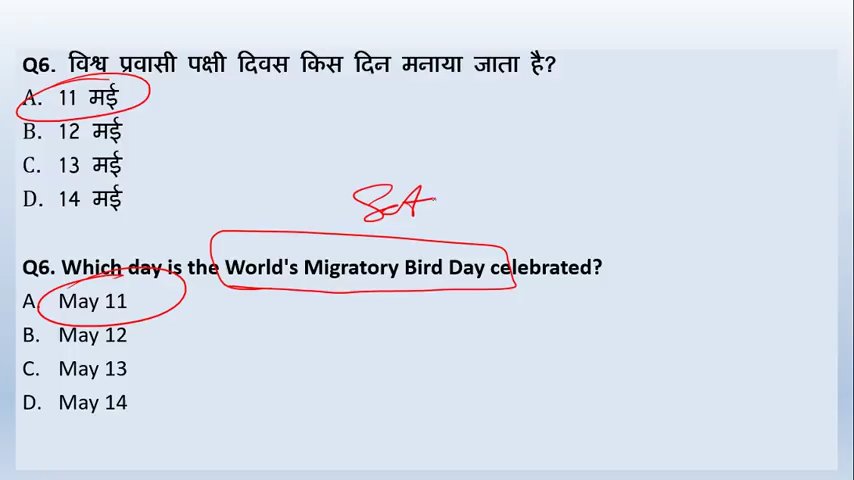 Q6. विश्व प्रवासी पक्षी दिवस किस दिन मनाया जाता है?
A. 11 मई
B. 12 मई
C. 13 मई
D. 14 मई
Q6. Which day is the World's Migratory Bird Day celebrated?
A. May 11
B. May 12
C. May 13
D. May 14